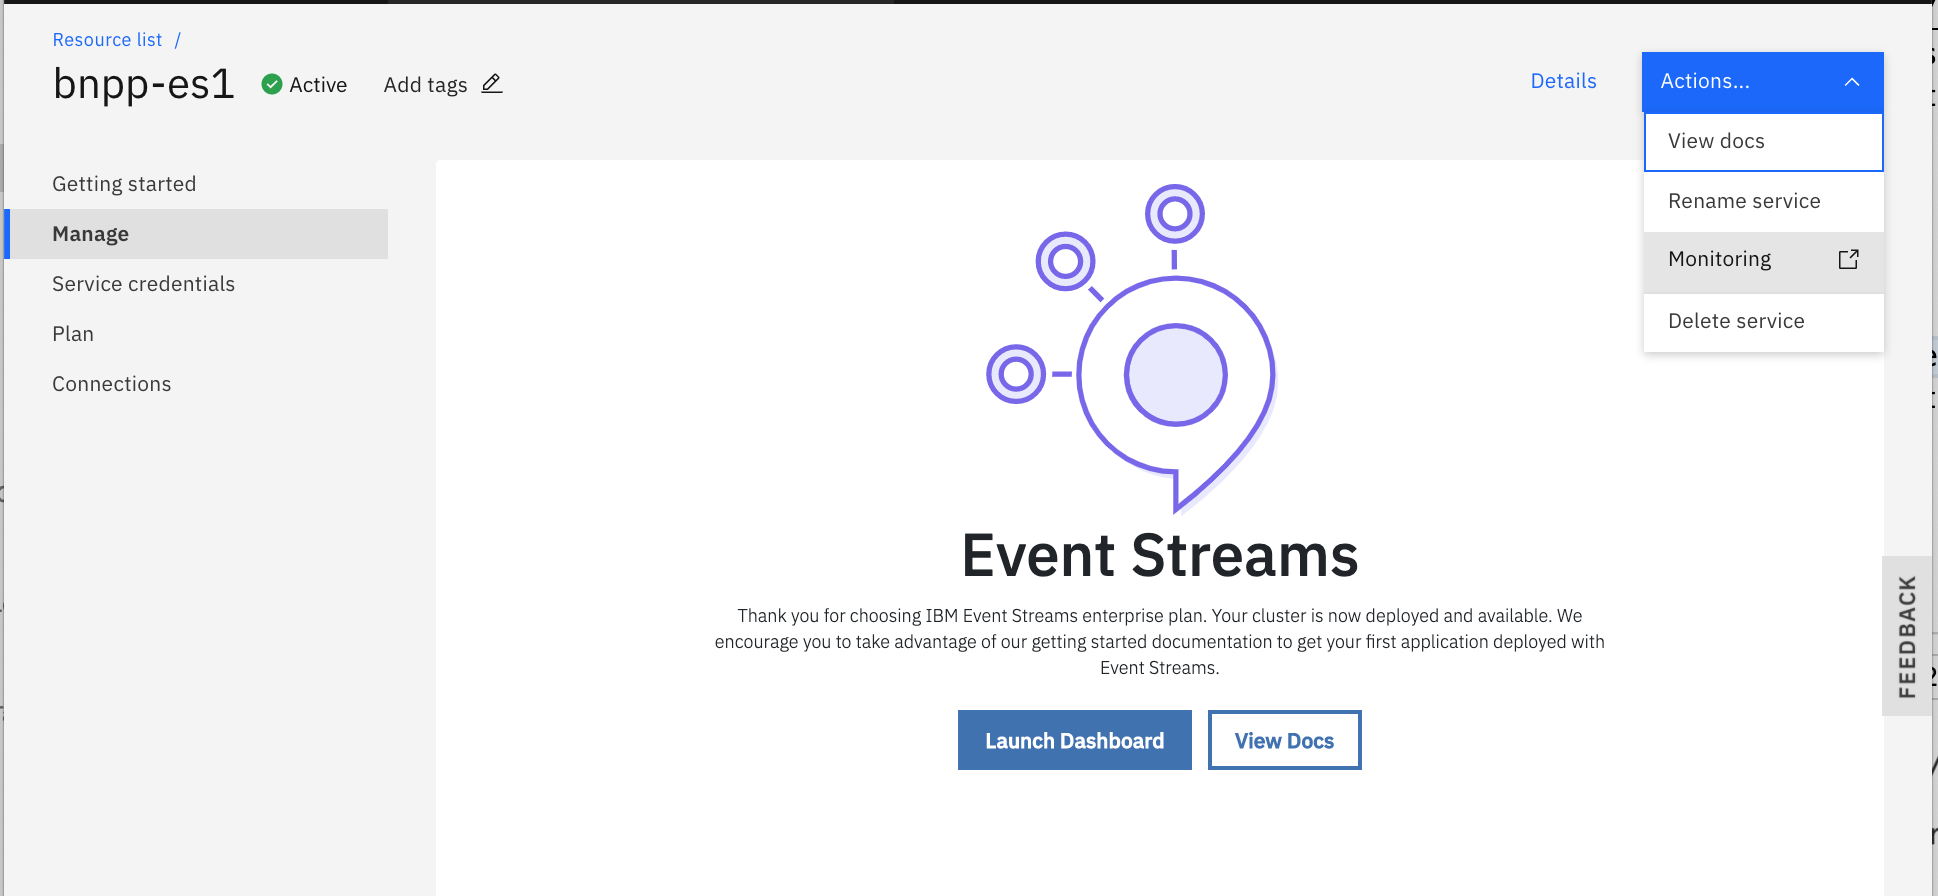 Resource list /
bnpp-es1 Active Add tags
Details
Actions...
View docs
Rename service
Monitoring
Delete service
Getting started
Manage
Service credentials
Plan
Connections
Event Streams
Thank you for choosing IBM Event Streams enterprise plan. Your cluster is now deployed and available. We
encourage you to take advantage of our getting started documentation to get your first application deployed with
Event Streams.
Launch Dashboard
View Docs
FEEDBACK